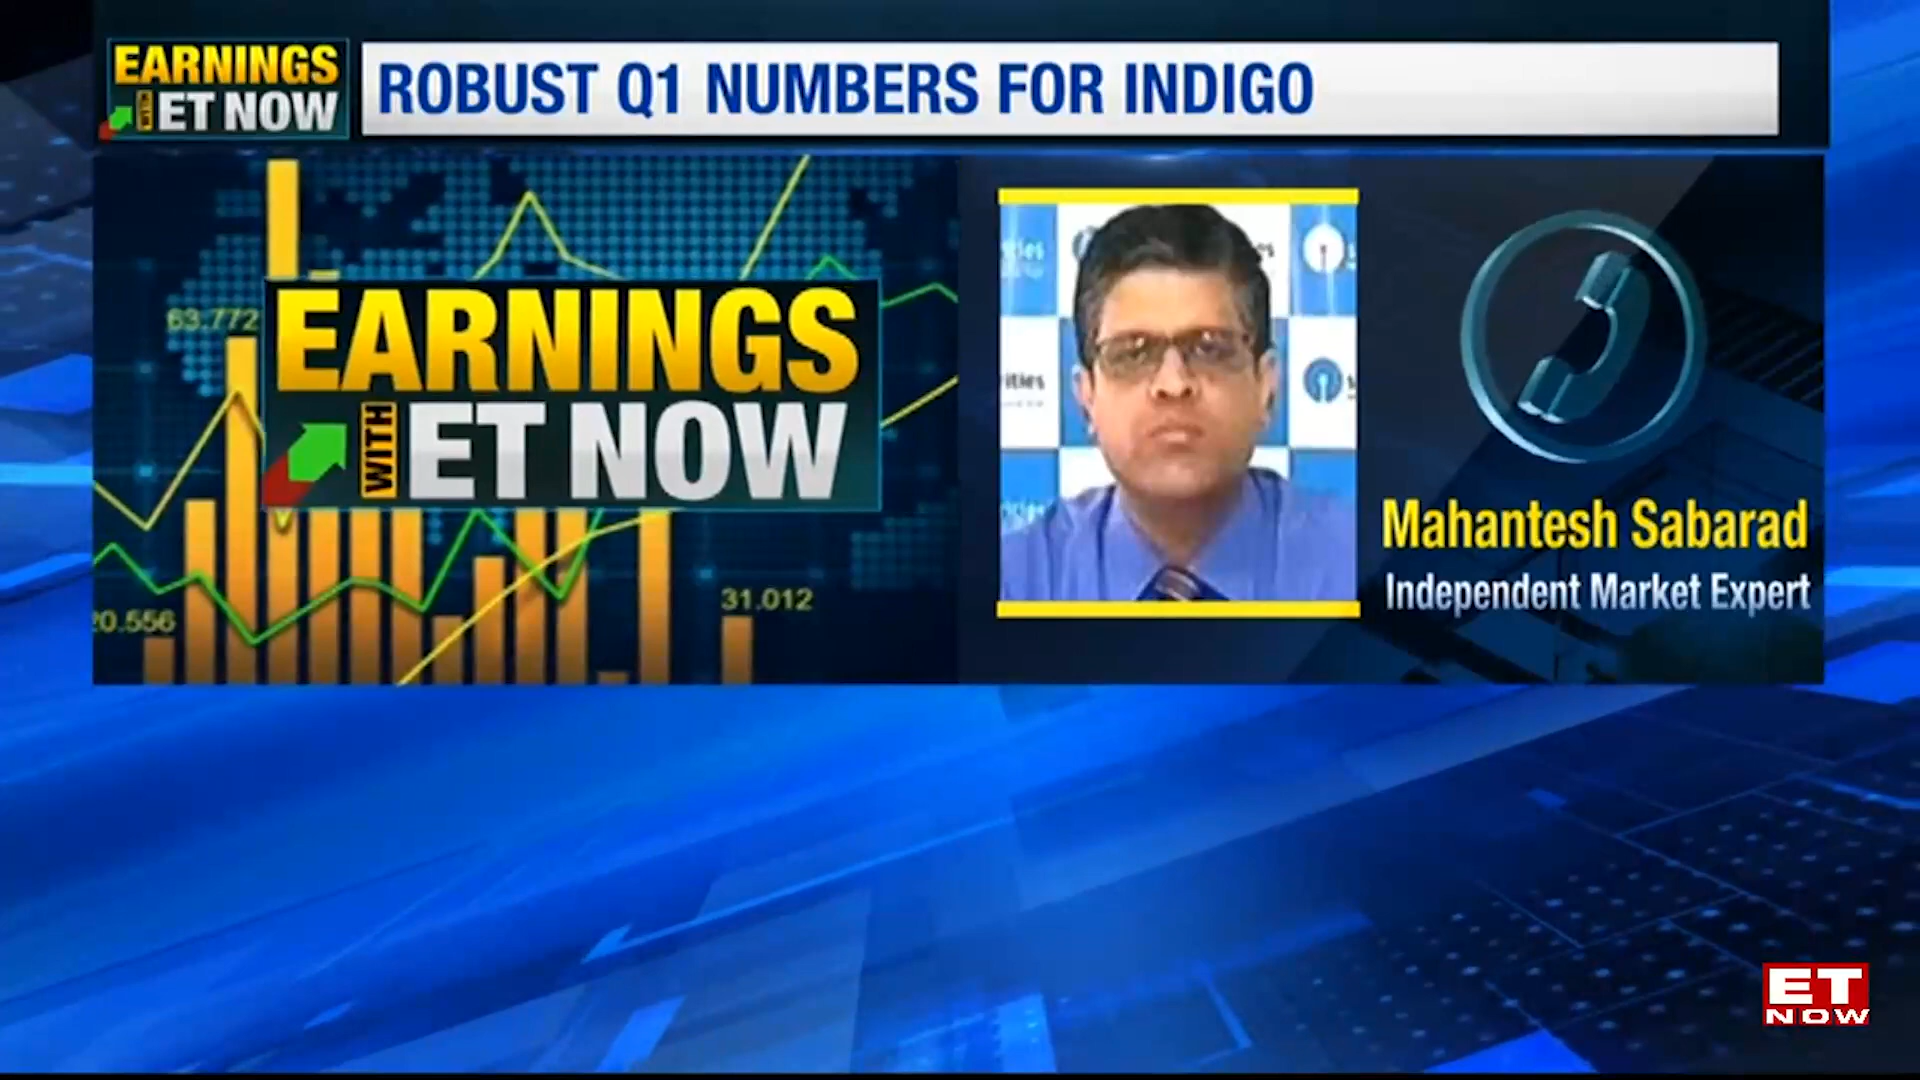 EARNINGS
WITH ET NOW
ROBUST Q1 NUMBERS FOR INDIGO
63.772
EARNINGS
WITH ET NOW
20.556
31.012
Mahantesh Sabarad
Independent Market Expert
ET
NOW